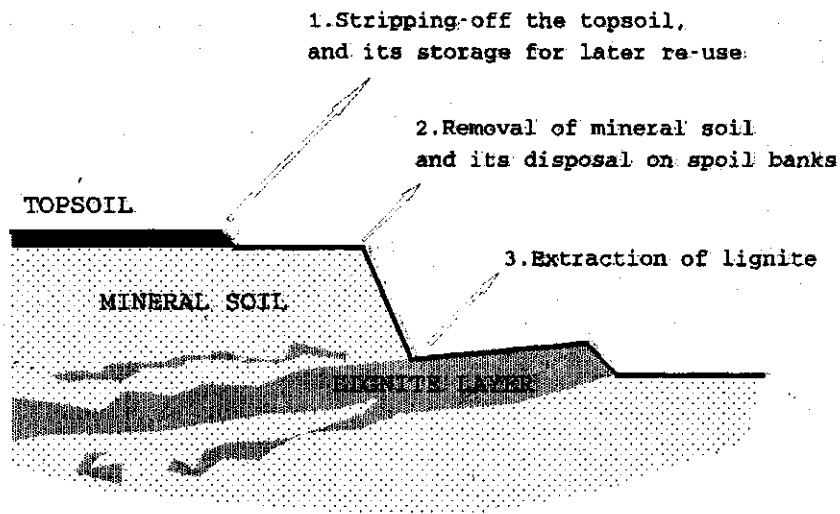 1.Stripping-off the topsoil,
and its storage for later re-use
2.Removal of mineral soil
and its disposal on spoil banks
TOPSOIL
3.Extraction of lignite
MINERAL SOIL
LIGNITE LAYER